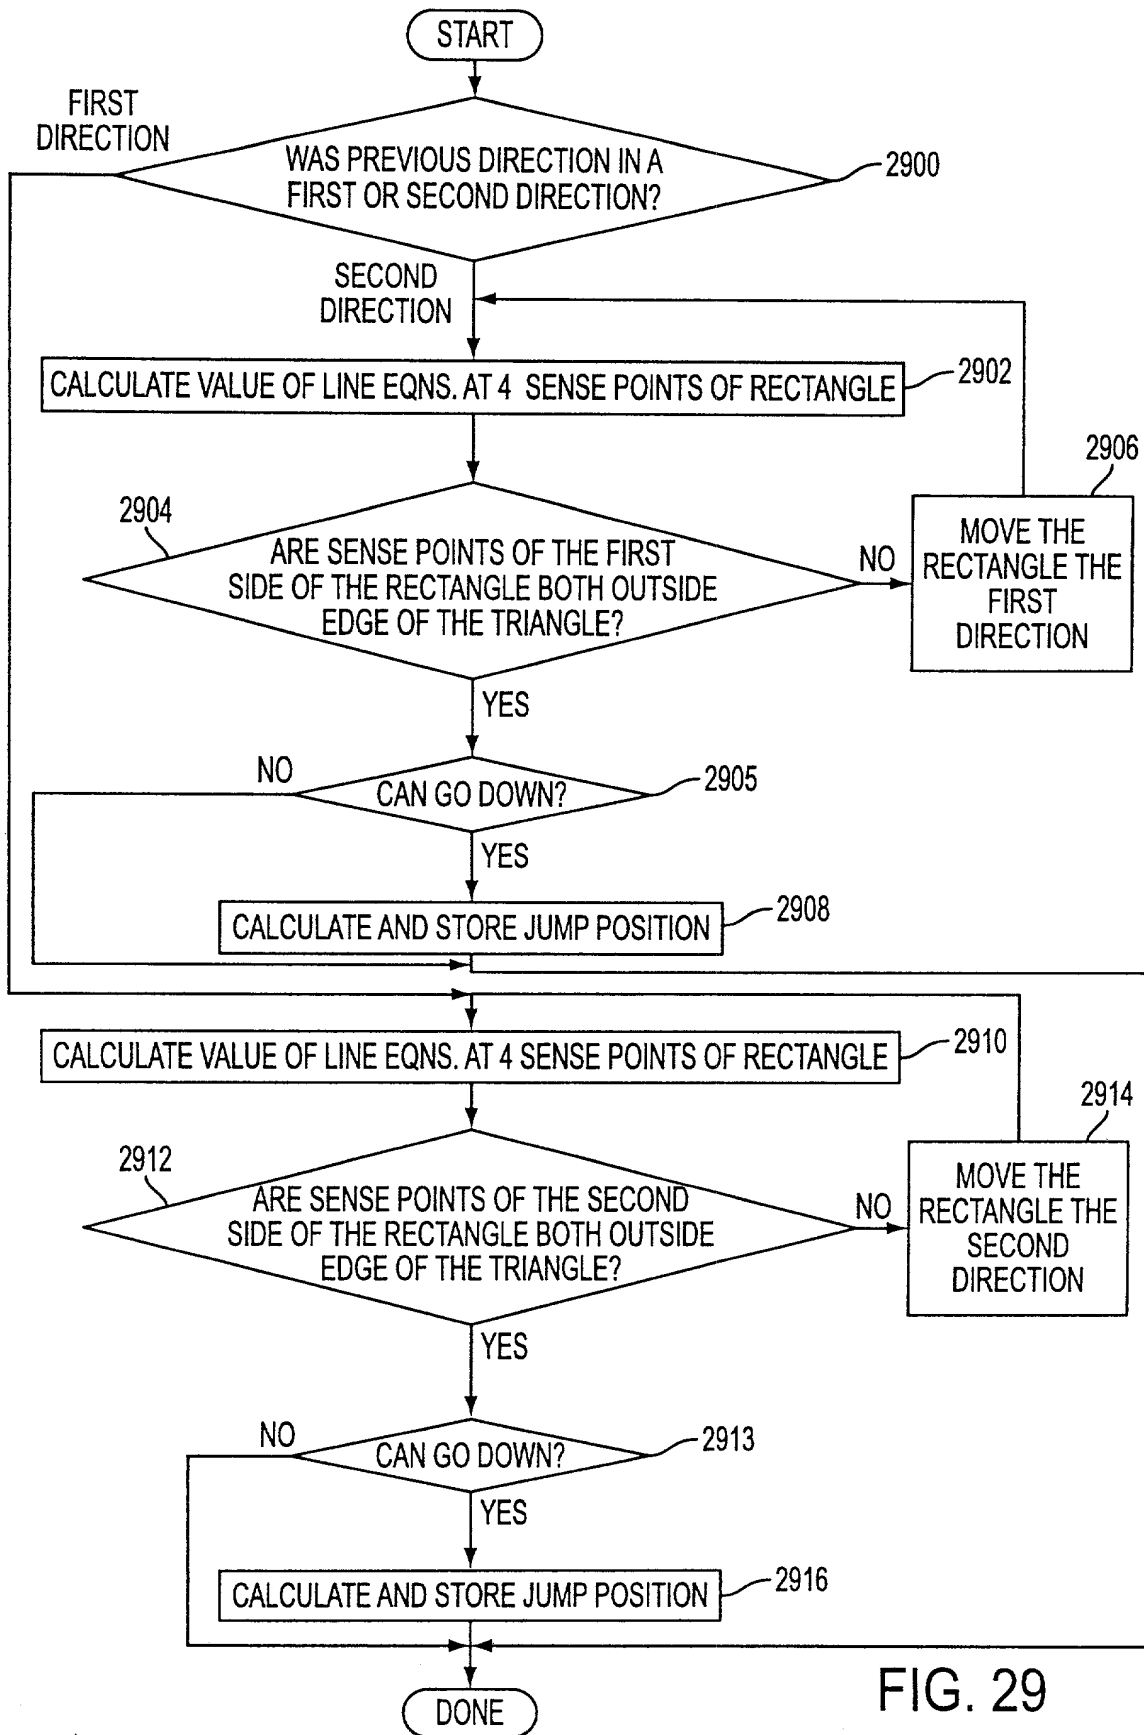 START
FIRST
DIRECTION
WAS PREVIOUS DIRECTION IN A
FIRST OR SECOND DIRECTION?
2900
SECOND
DIRECTION
CALCULATE VALUE OF LINE EQNS. AT 4 SENSE POINTS OF RECTANGLE
2902
2904
ARE SENSE POINTS OF THE FIRST
SIDE OF THE RECTANGLE BOTH OUTSIDE
EDGE OF THE TRIANGLE?
NO
2906
MOVE THE
RECTANGLE THE
FIRST
DIRECTION
YES
NO
CAN GO DOWN?
2905
YES
CALCULATE AND STORE JUMP POSITION
2908
CALCULATE VALUE OF LINE EQNS. AT 4 SENSE POINTS OF RECTANGLE
2910
2912
ARE SENSE POINTS OF THE SECOND
SIDE OF THE RECTANGLE BOTH OUTSIDE
EDGE OF THE TRIANGLE?
NO
2914
MOVE THE
RECTANGLE THE
SECOND
DIRECTION
YES
NO
CAN GO DOWN?
2913
YES
CALCULATE AND STORE JUMP POSITION
2916
DONE
FIG. 29